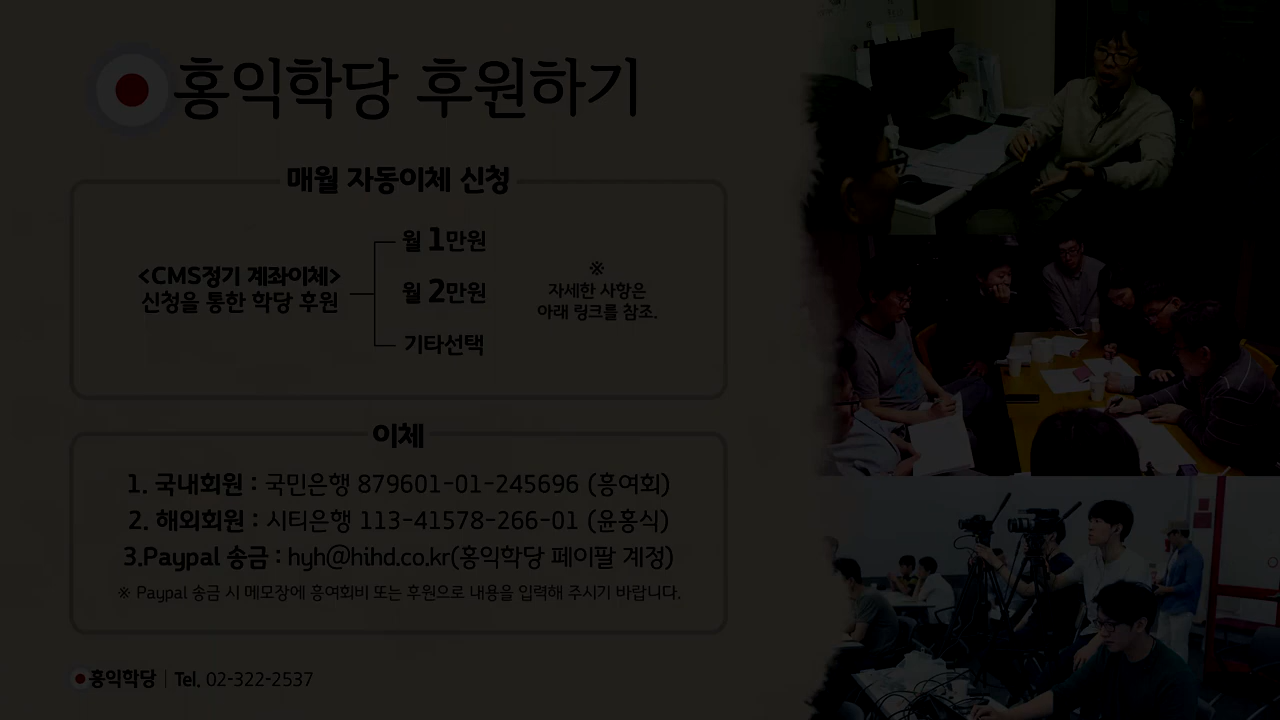 홍익학당 후원하기
매월 자동이체 신청
<CMS정기 계좌이체>
신청을 통한 학당 후원
월 1만원
월 2만원
기타선택
※
자세한 사항은
아래 링크를 참조.
이체
1. 국내회원 : 국민은행 879601-01-245696 (흥여회)
2. 해외회원 : 시티은행 113-41578-266-01 (윤홍식)
3.Paypal 송금 : hyh@hihd.co.kr(홍익학당 페이팔 계정)
※ Paypal 송금 시 메모장에 흥여회비 또는 후원으로 내용을 입력해 주시기 바랍니다.
홍익학당 | Tel. 02-322-2537